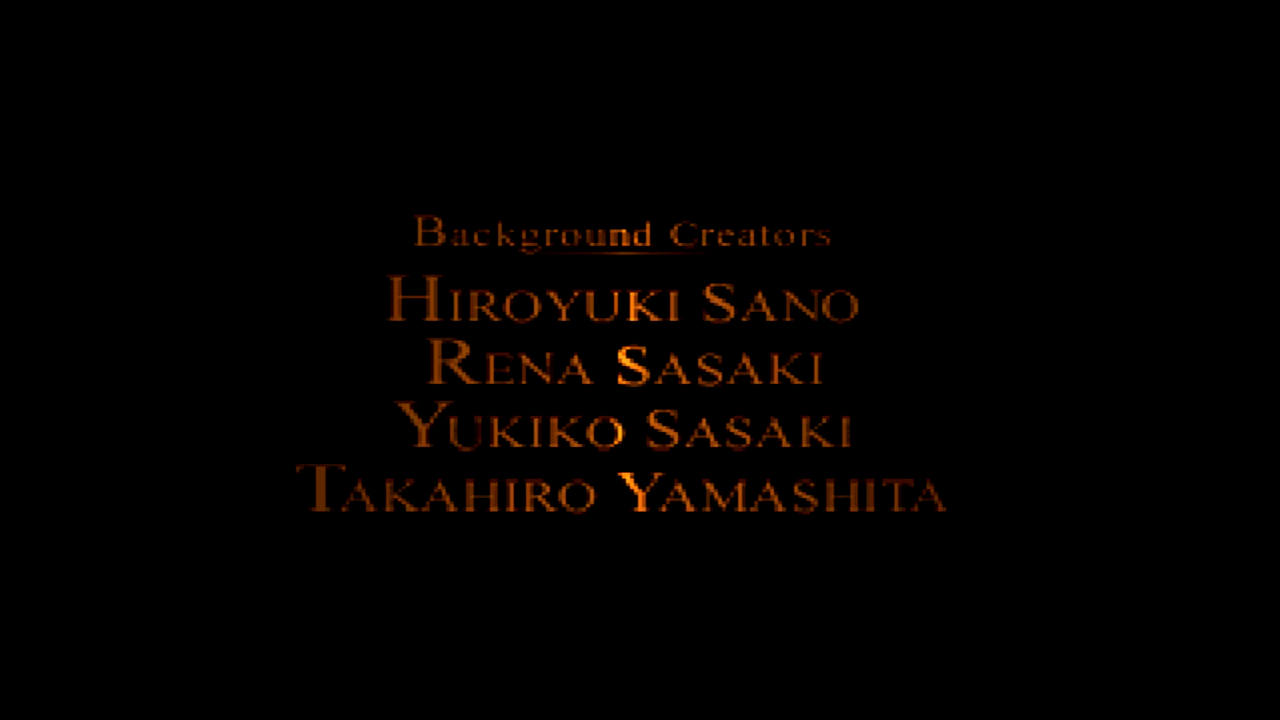 Background Creators
HIROYUKI SANO
RENA SASAKI
YUKIKO SASAKI
TAKAHIRO YAMASHITA